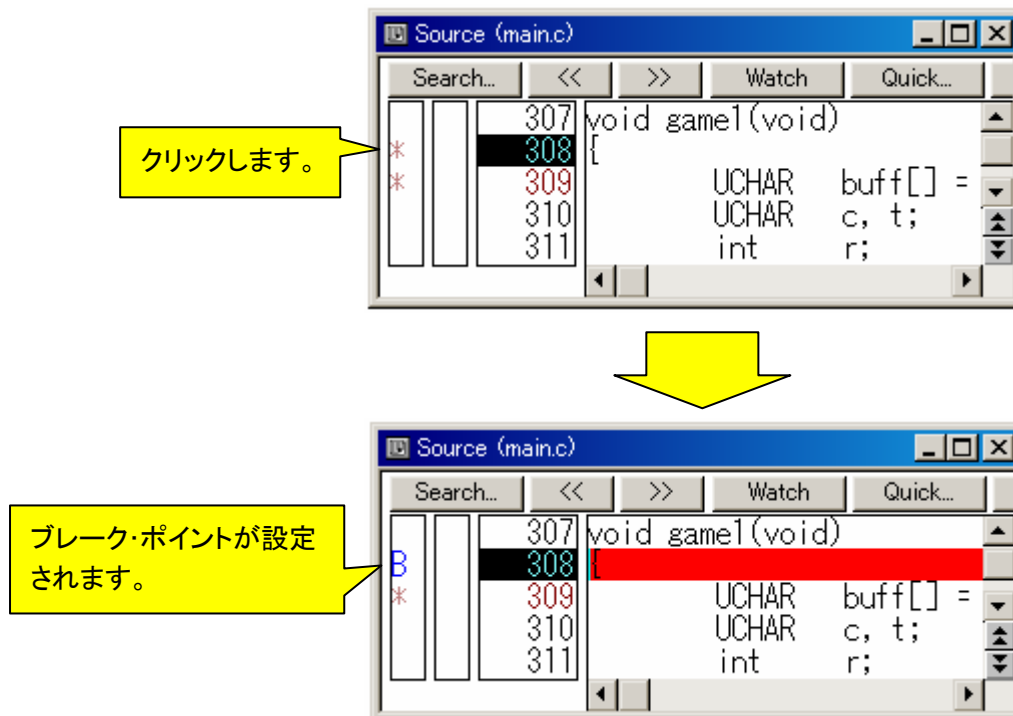 Source (main.c)
Search... << >> Watch Quick...
307 void game1(void)
クリックします。
* 308 {
* 309 UCHAR buff[] =
310 UCHAR c, t;
311 int r;
Source (main.c)
Search... << >> Watch Quick...
307 void game1(void)
ブレーク・ポイントが設定
されます。
B 308 {
* 309 UCHAR buff[] =
310 UCHAR c, t;
311 int r;